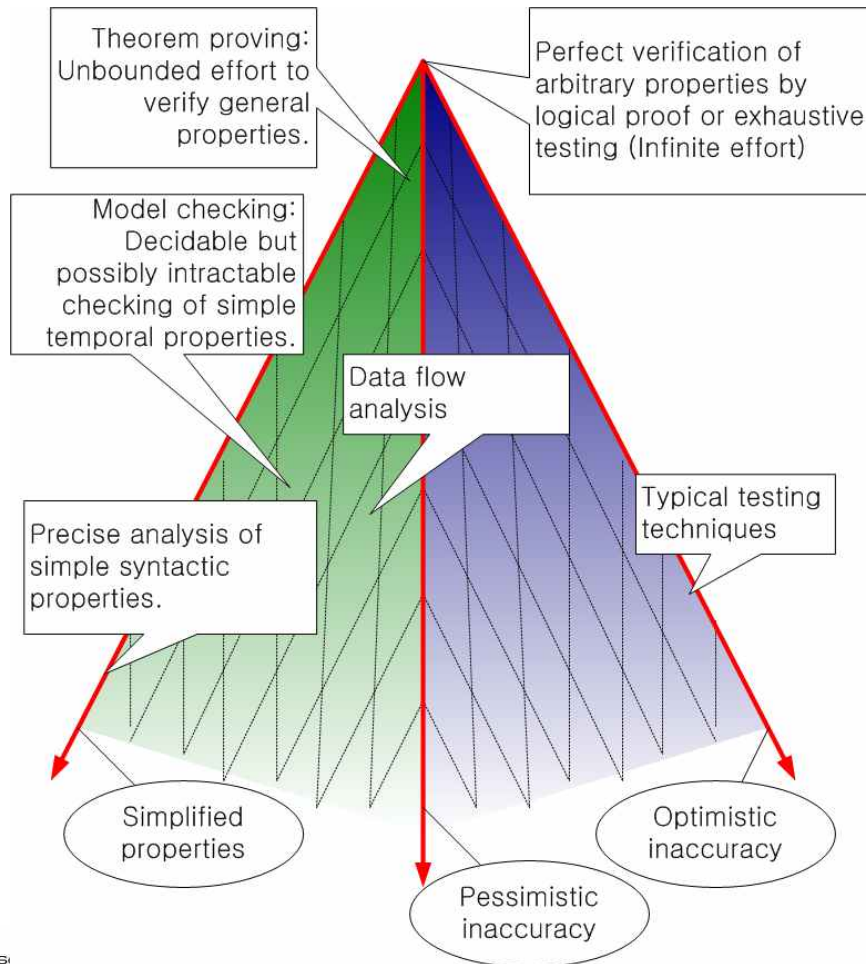 Theorem proving:
Unbounded effort to
verify general
properties.
Perfect verification of
arbitrary properties by
logical proof or exhaustive
testing (Infinite effort)
Model checking:
Decidable but
possibly intractable
checking of simple
temporal properties.
Data flow
analysis
Typical testing
techniques
Precise analysis of
simple syntactic
properties.
Simplified
properties
Optimistic
inaccuracy
Pessimistic
inaccuracy